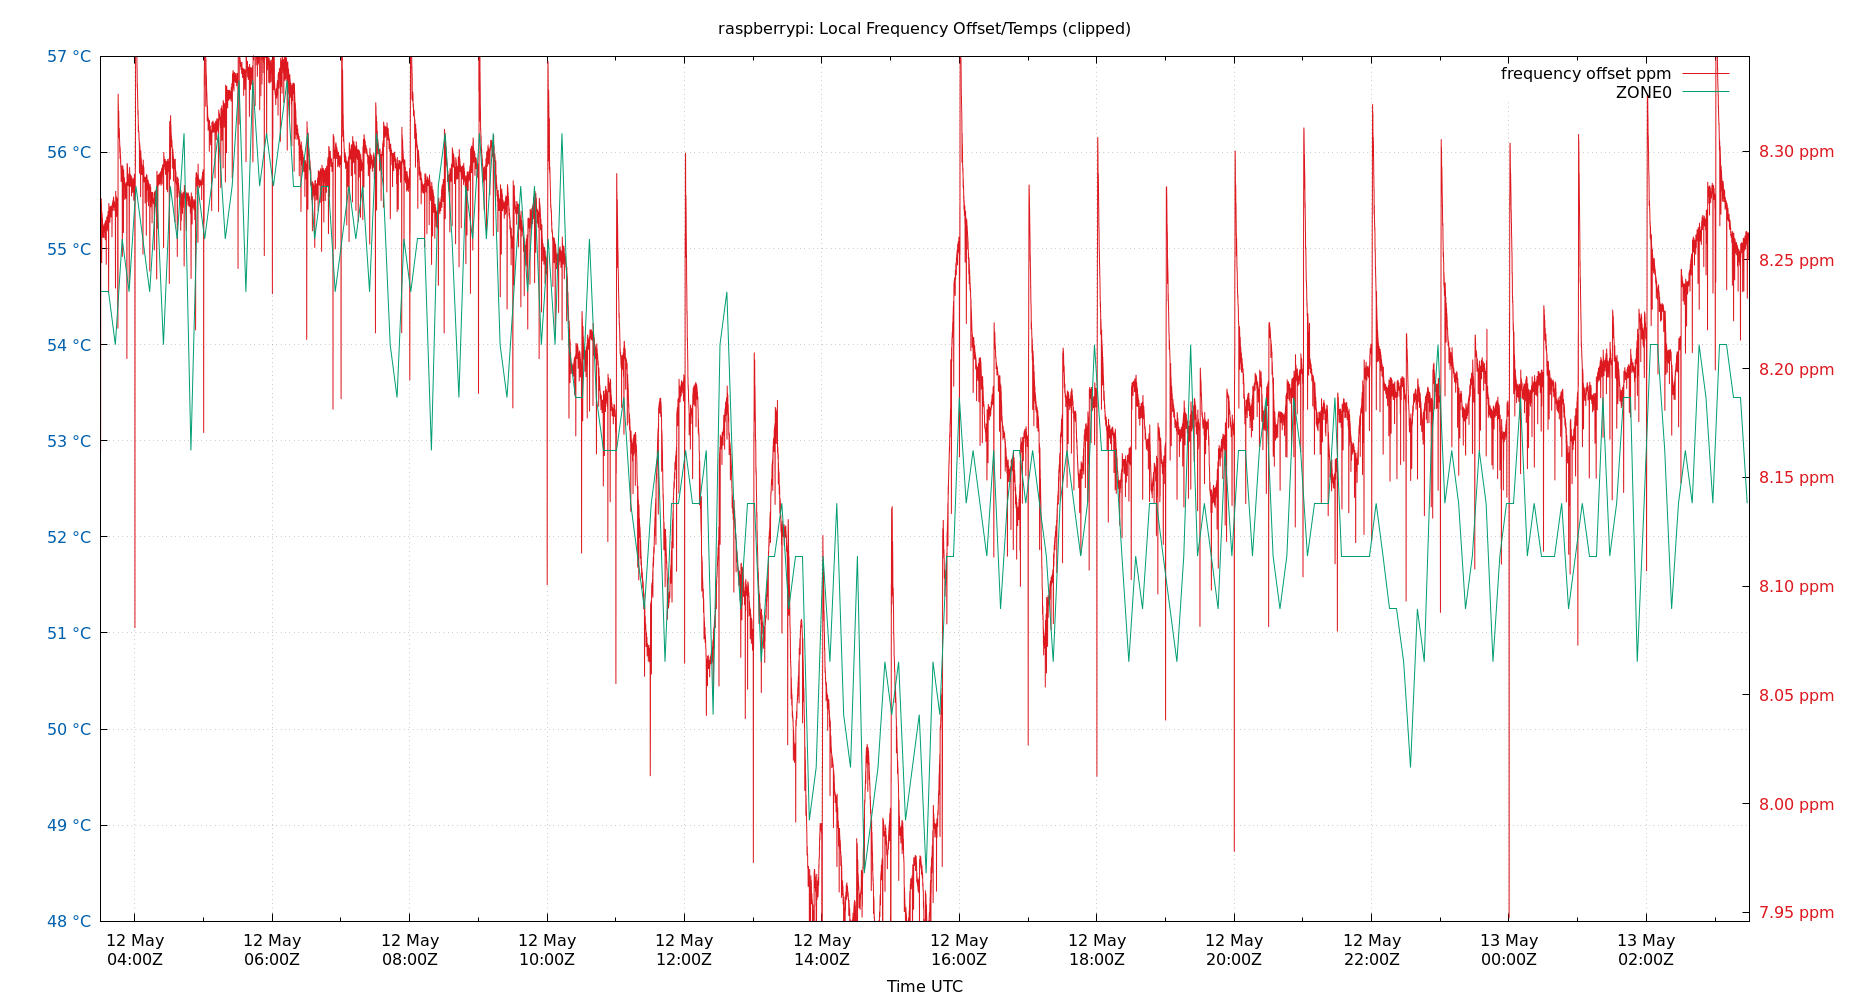 raspberrypi: Local Frequency Offset/Temps (clipped)
57 °C
56 °C
55 °C
54 °C
53 °C
52 °C
51 °C
50 °C
49 °C
48 °C
frequency offset ppm
ZONE0
8.30 ppm
8.25 ppm
8.20 ppm
8.15 ppm
8.10 ppm
8.05 ppm
8.00 ppm
7.95 ppm
12 May 12 May 12 May 12 May 12 May 12 May 12 May 12 May 12 May 12 May 13 May 13 May
04:00Z 06:00Z 08:00Z 10:00Z 12:00Z 14:00Z 16:00Z 18:00Z 20:00Z 22:00Z 00:00Z 02:00Z
Time UTC